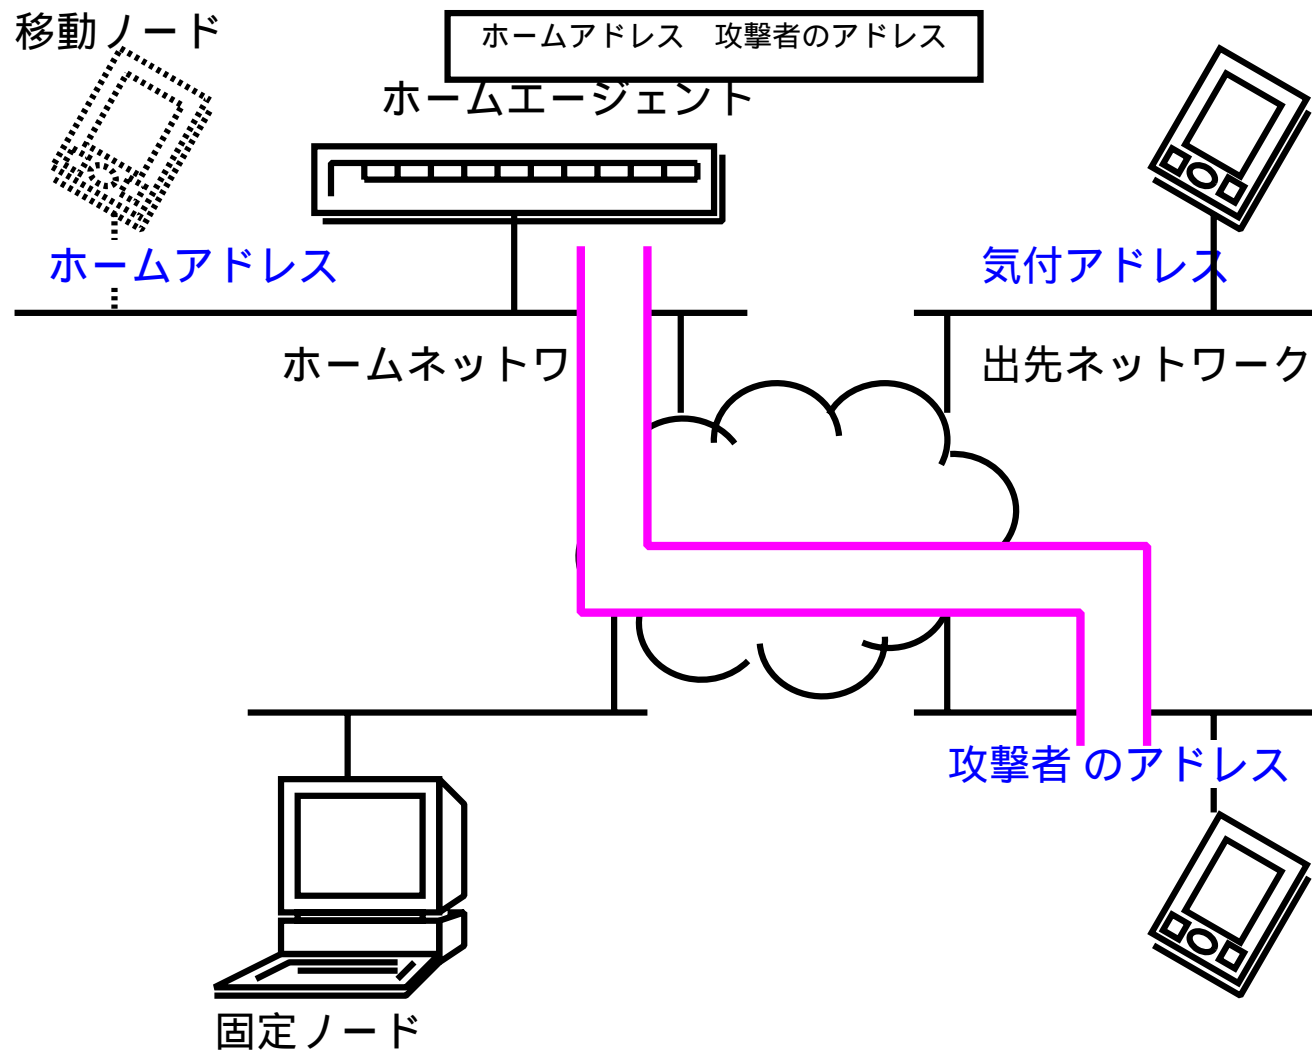 移動ノード
ホームアドレス　攻撃者のアドレス
ホームエージェント
ホームアドレス
気付アドレス
ホームネットワ
出先ネットワーク
攻撃者 のアドレス
固定ノード